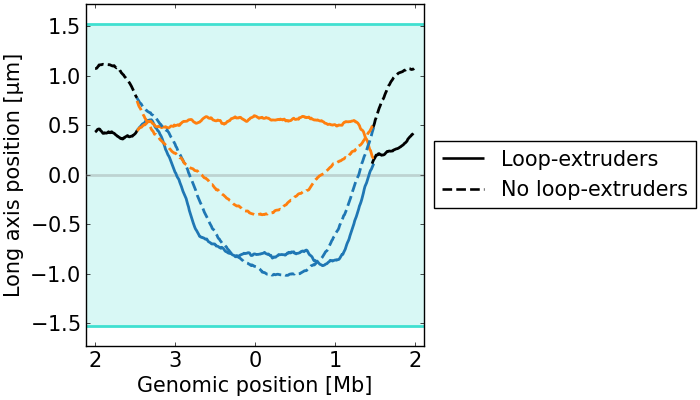 1.5
1.0
0.5
0.0
−0.5
−1.0
−1.5
Long axis position [μm]
2 3 0 1 2
Genomic position [Mb]
Loop-extruders
No loop-extruders